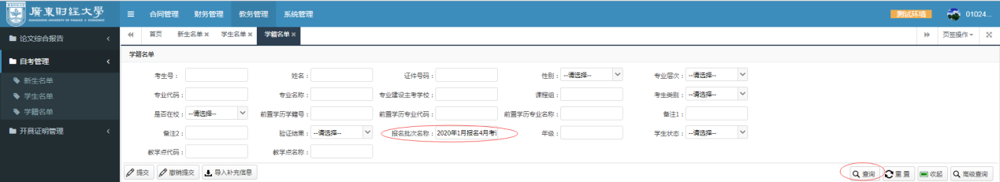 廣東财经大學
GUANGDONG UNIVERSITY OF FINANCE & ECONOMICS
合同管理 财务管理 教务管理 系统管理 测试环境 01024...
论文综合报告 首页 新生名单 学生名单 学籍名单 页签操作
学籍名单
自考管理
考生号: 姓名: 证件号码: 性别: --请选择-- 专业层次: --请选择--
新生名单
专业代码: 专业名称: 专业建设主考学校: 课程组: 考生类别: --请选择--
学生名单
学籍名单
是否在校: --请选择-- 前置学历学籍号: 前置学历专业代码: 前置学历专业名称: 备注1:
开具证明管理
备注2: 验证结果: --请选择-- 报名批次名称: 2020年1月报名4月考 年级: 学生状态: --请选择--
教学点代码: 教学点名称:
提交 撤销提交 导入补充信息 查询 重置 收起 高级查询